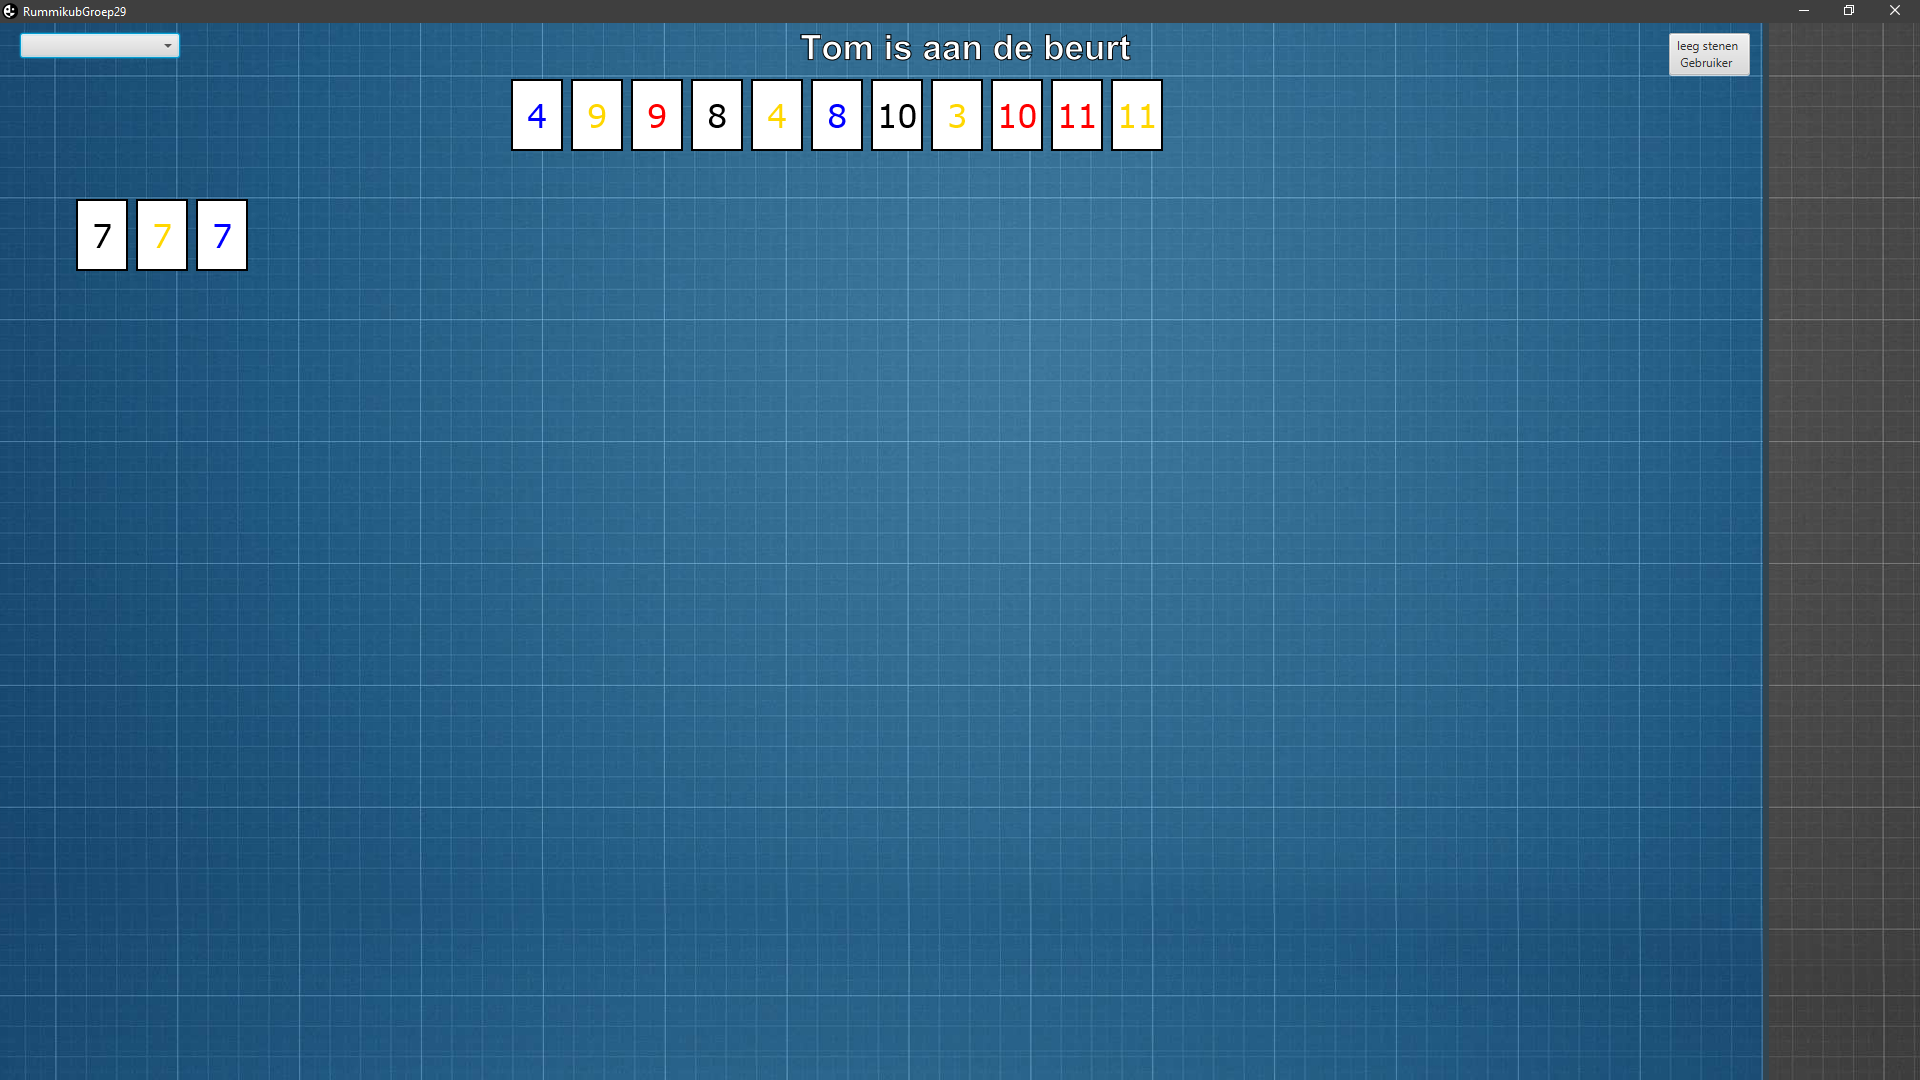 RummikubGroep29
Tom is aan de beurt
leeg stenen
Gebruiker
4 9 9 8 4 8 10 3 10 11 11
7 7 7